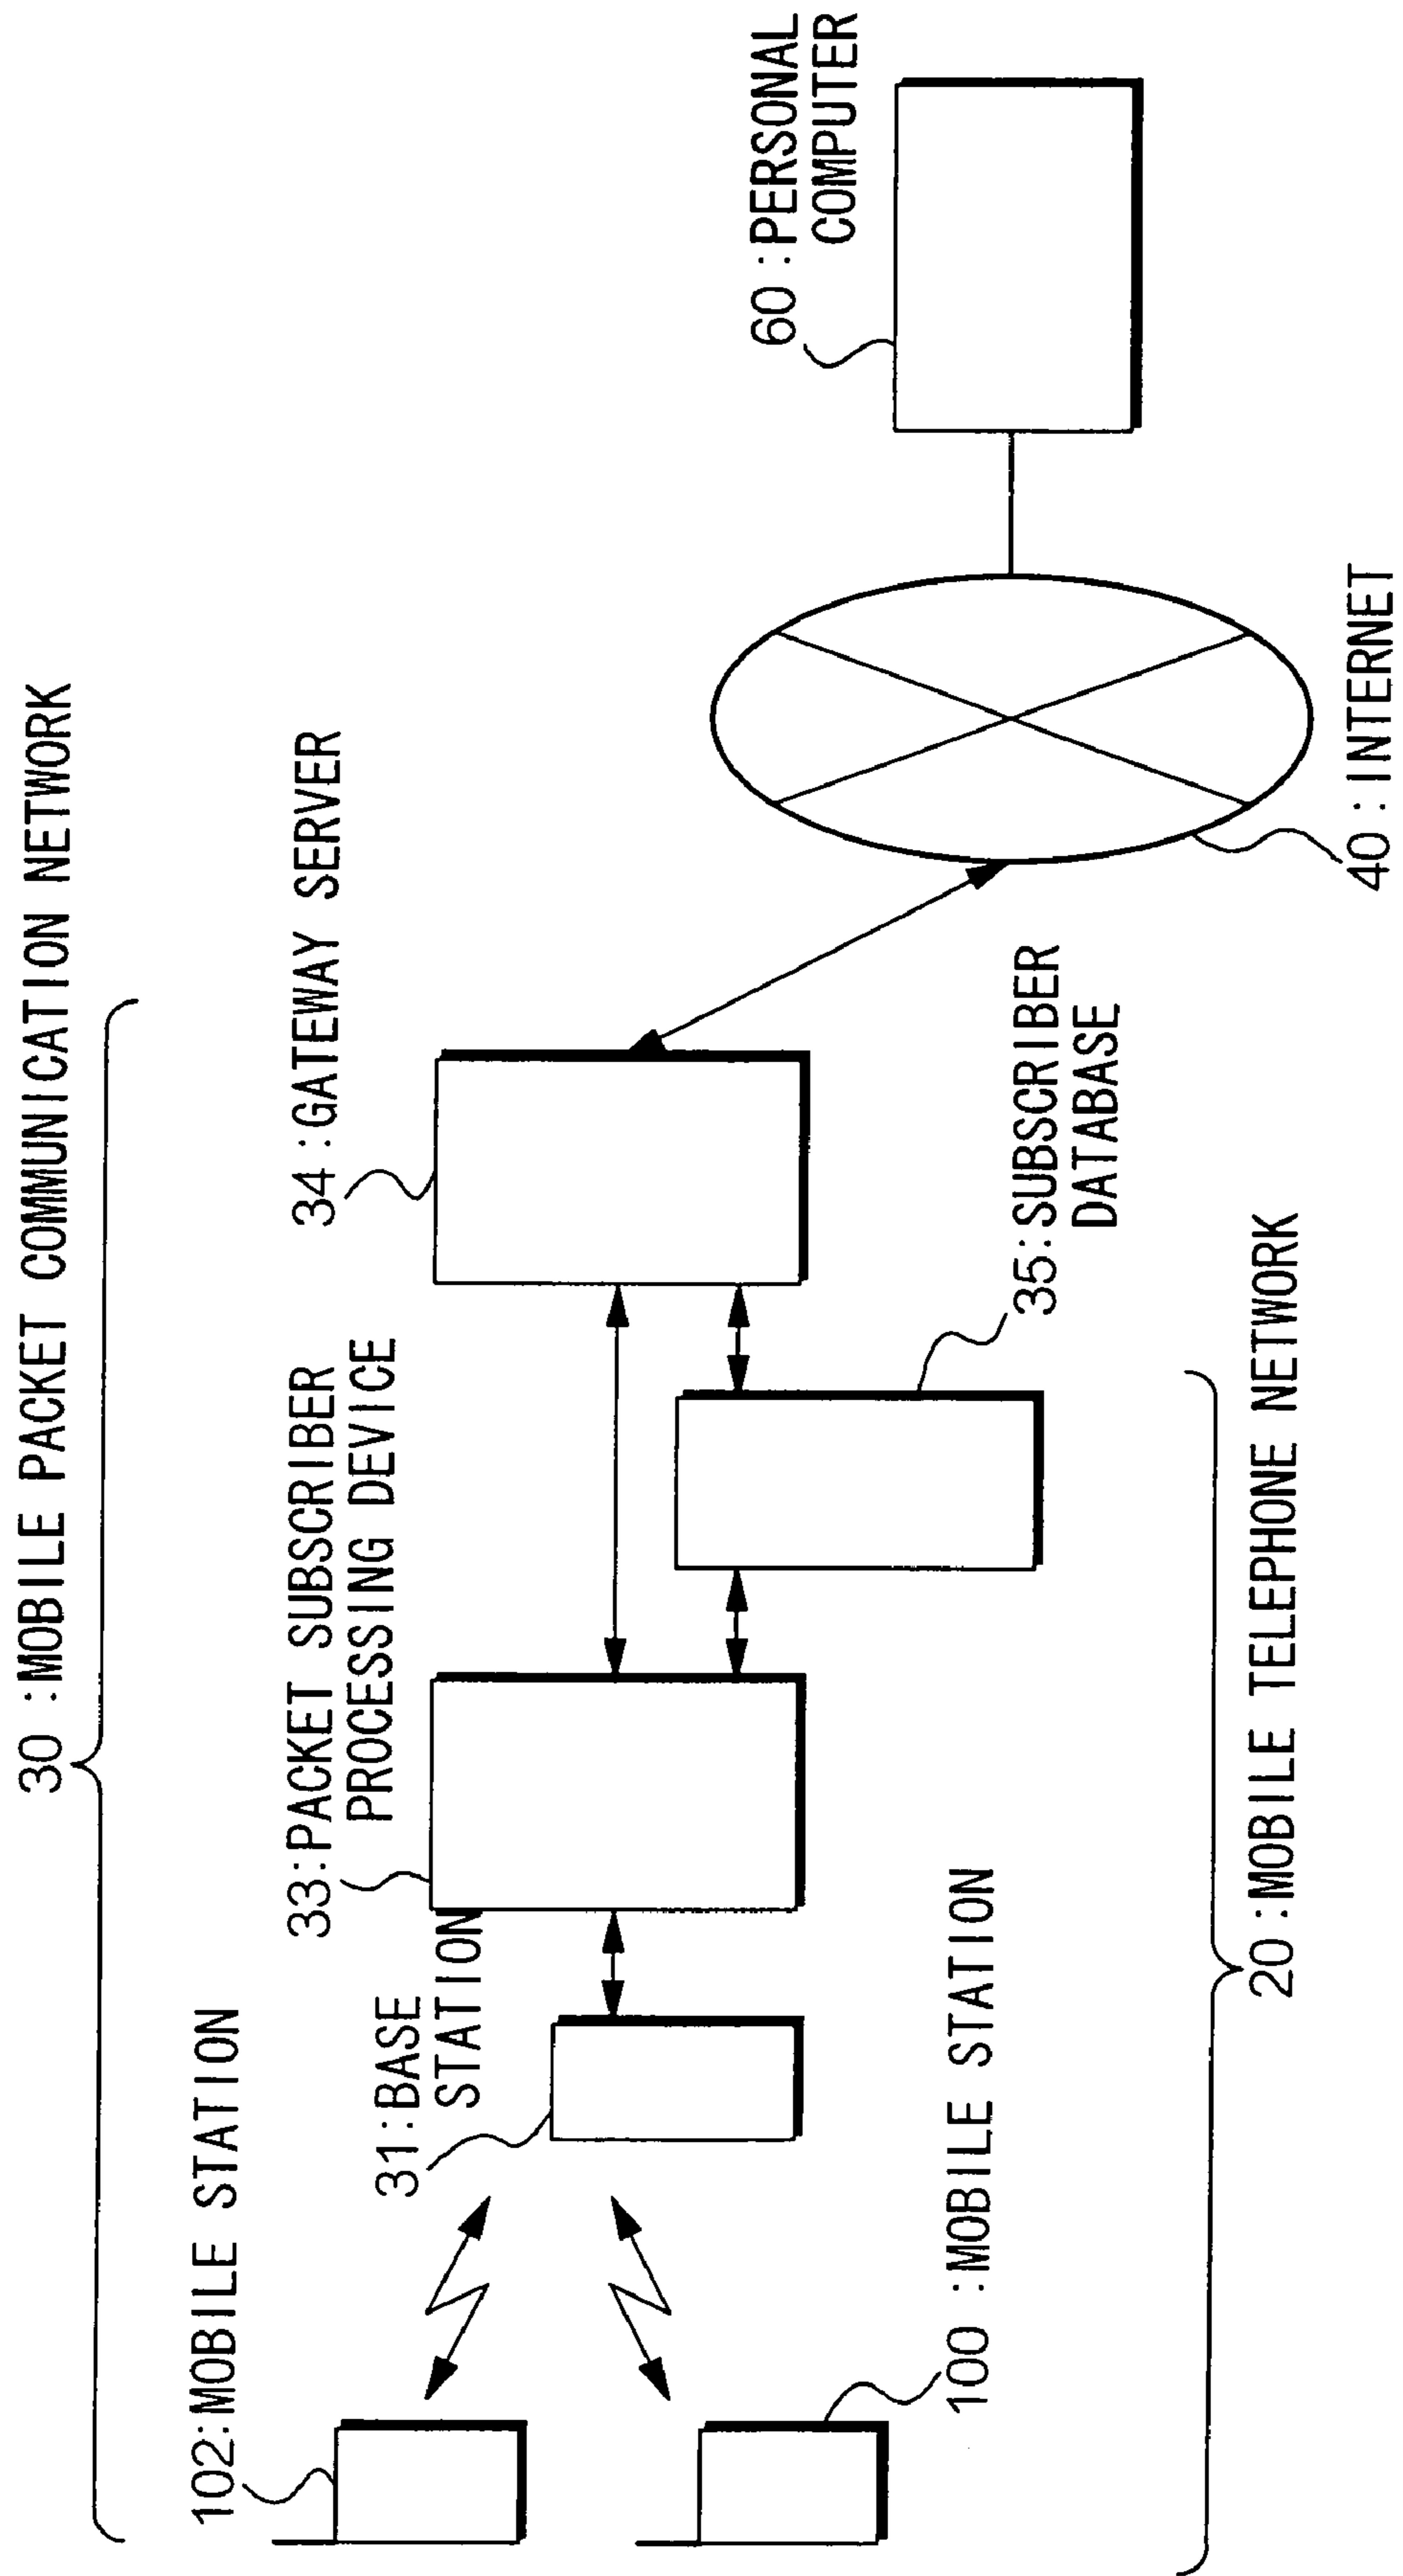 30 :MOBILE PACKET COMMUNICATION NETWORK
102:MOBILE STATION
31:BASE
STATION
33:PACKET SUBSCRIBER
PROCESSING DEVICE
34 :GATEWAY SERVER
60 :PERSONAL
COMPUTER
100 :MOBILE STATION
35:SUBSCRIBER
DATABASE
40 :INTERNET
20 :MOBILE TELEPHONE NETWORK